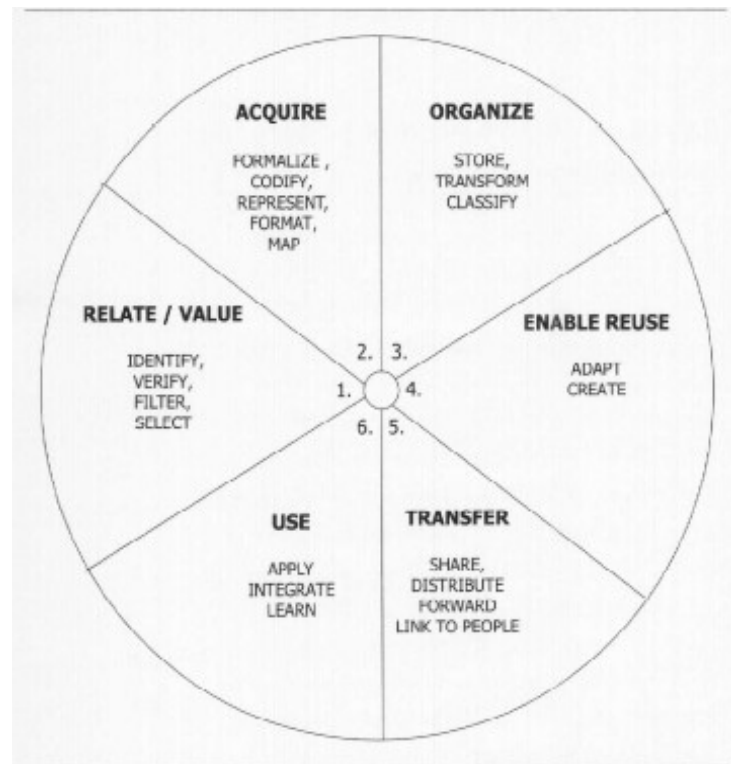 ACQUIRE
FORMALIZE ,
CODIFY,
REPRESENT,
FORMAT,
MAP
ORGANIZE
STORE,
TRANSFORM
CLASSIFY
RELATE / VALUE
IDENTIFY,
VERIFY,
FILTER,
SELECT
ENABLE REUSE
ADAPT
CREATE
2. 3.
1. 4.
6. 5.
USE
APPLY
INTEGRATE
LEARN
TRANSFER
SHARE,
DISTRIBUTE
FORWARD
LINK TO PEOPLE